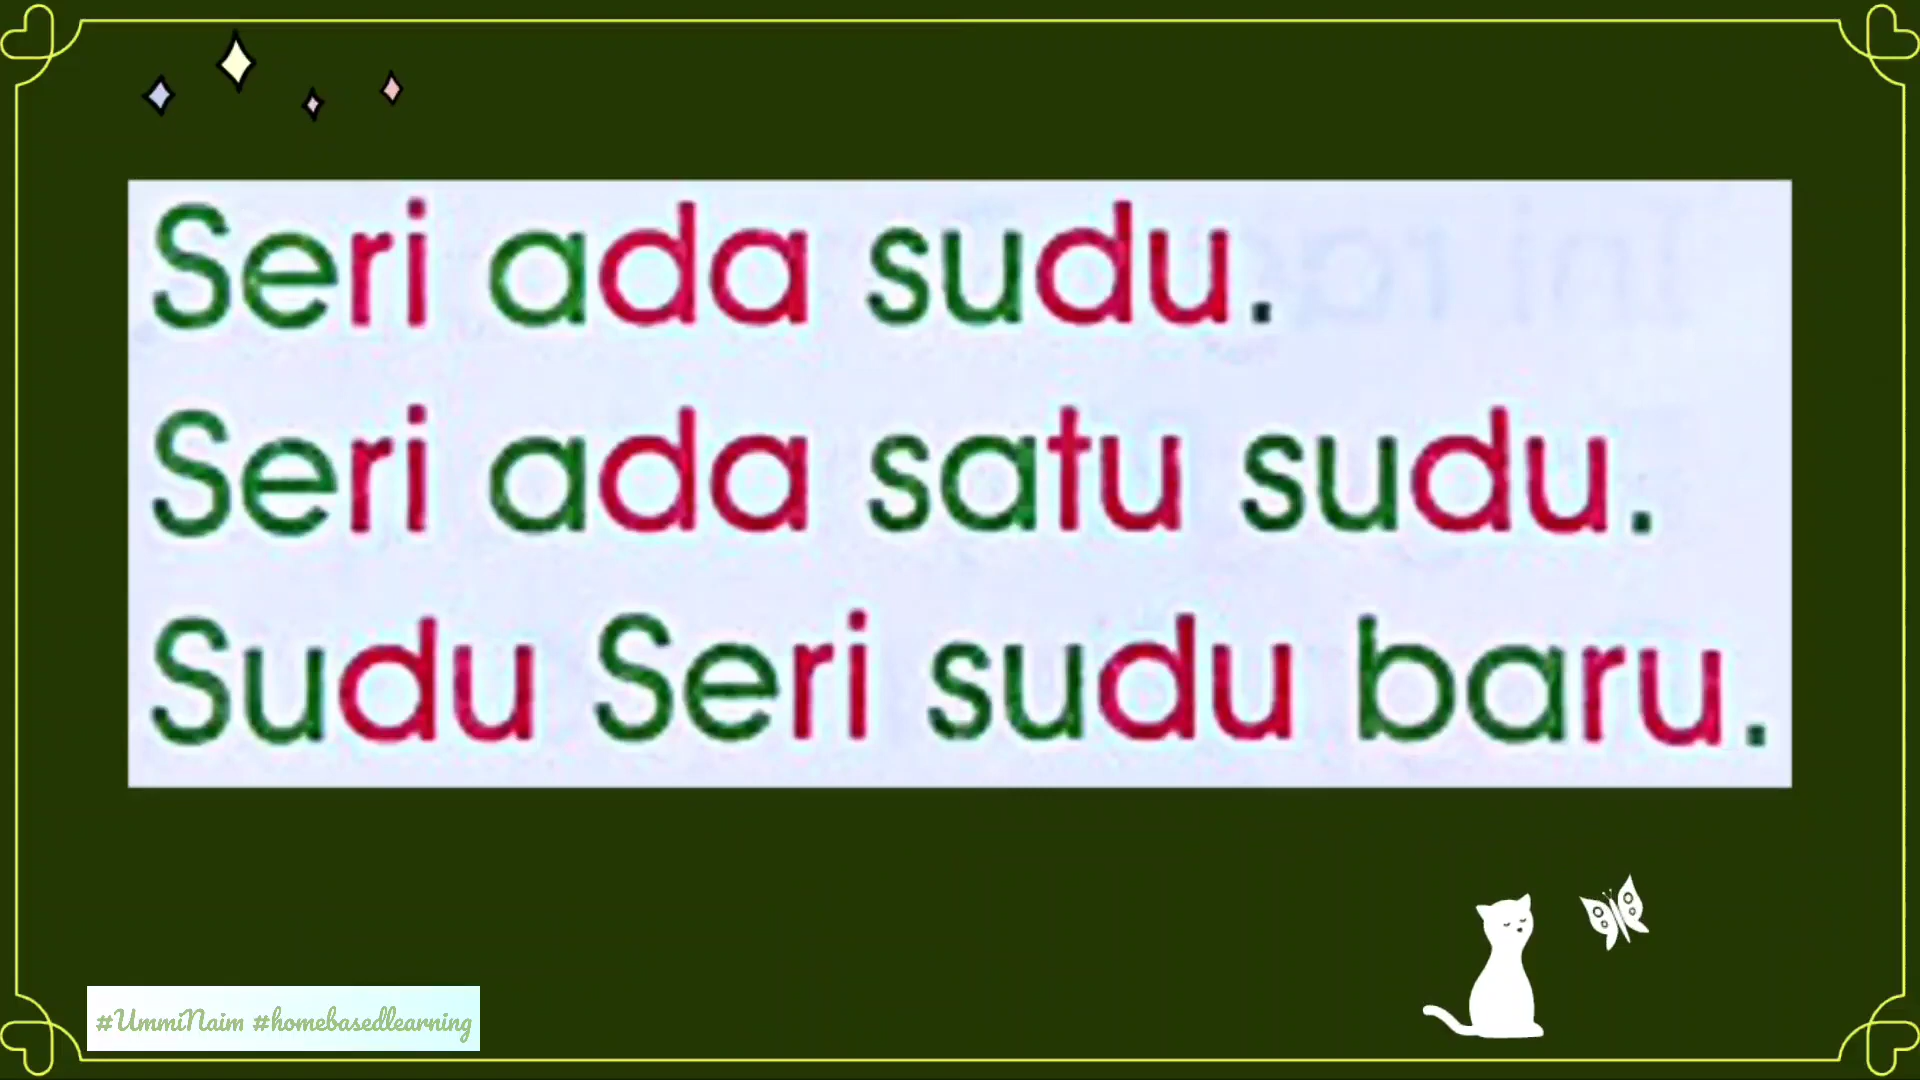 Seri ada sudu.
Seri ada satu sudu.
Sudu Seri sudu baru.
#UmmiNaim #homebasedlearning